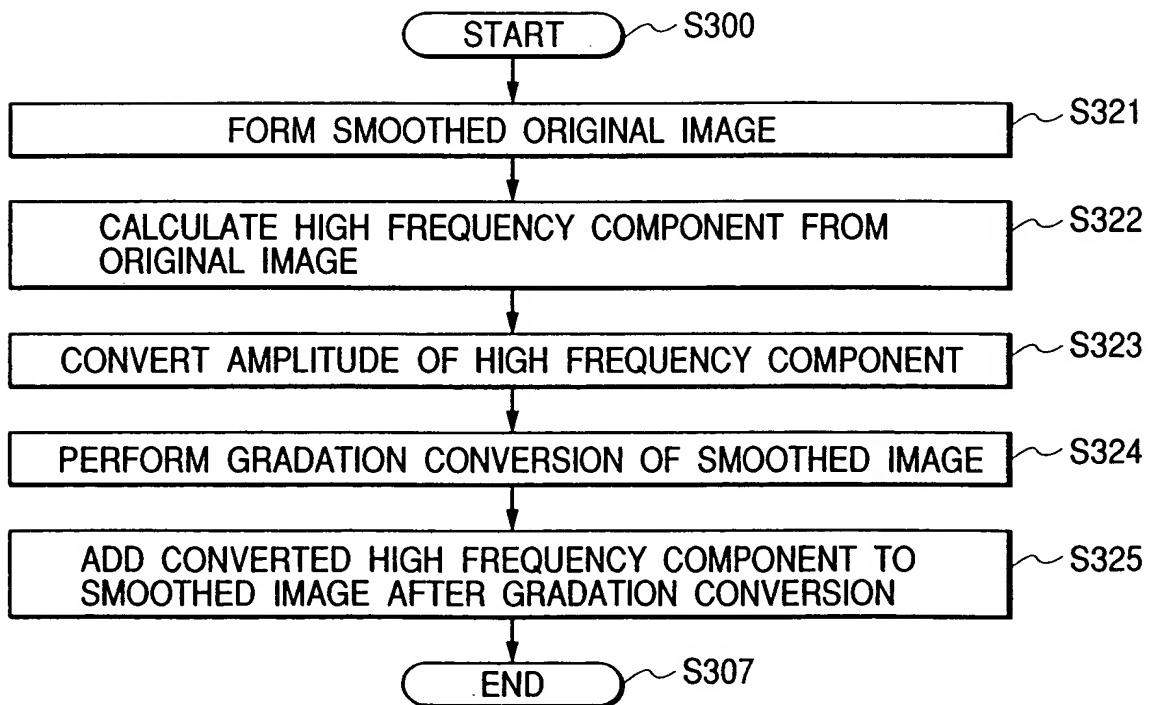 START
S300
FORM SMOOTHED ORIGINAL IMAGE
S321
CALCULATE HIGH FREQUENCY COMPONENT FROM
ORIGINAL IMAGE
S322
CONVERT AMPLITUDE OF HIGH FREQUENCY COMPONENT
S323
PERFORM GRADATION CONVERSION OF SMOOTHED IMAGE
S324
ADD CONVERTED HIGH FREQUENCY COMPONENT TO
SMOOTHED IMAGE AFTER GRADATION CONVERSION
S325
END
S307